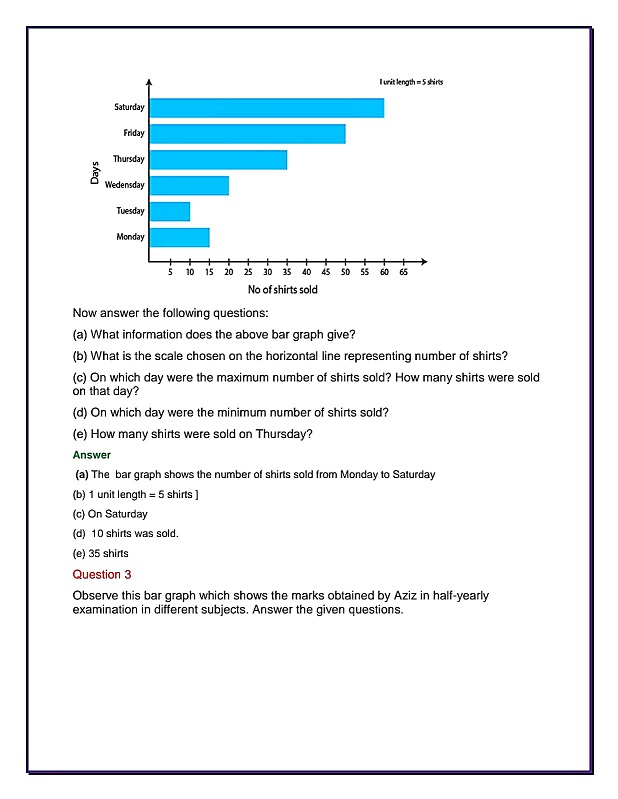 I unit length = 5 shirts
Saturday
Friday
Thursday
Wedensday
Tuesday
Monday
Days
5 10 15 20 25 30 35 40 45 50 55 60 65
No of shirts sold
Now answer the following questions:
(a) What information does the above bar graph give?
(b) What is the scale chosen on the horizontal line representing number of shirts?
(c) On which day were the maximum number of shirts sold? How many shirts were sold
on that day?
(d) On which day were the minimum number of shirts sold?
(e) How many shirts were sold on Thursday?
Answer
(a) The bar graph shows the number of shirts sold from Monday to Saturday
(b) 1 unit length = 5 shirts ]
(c) On Saturday
(d) 10 shirts was sold.
(e) 35 shirts
Question 3
Observe this bar graph which shows the marks obtained by Aziz in half-yearly
examination in different subjects. Answer the given questions.